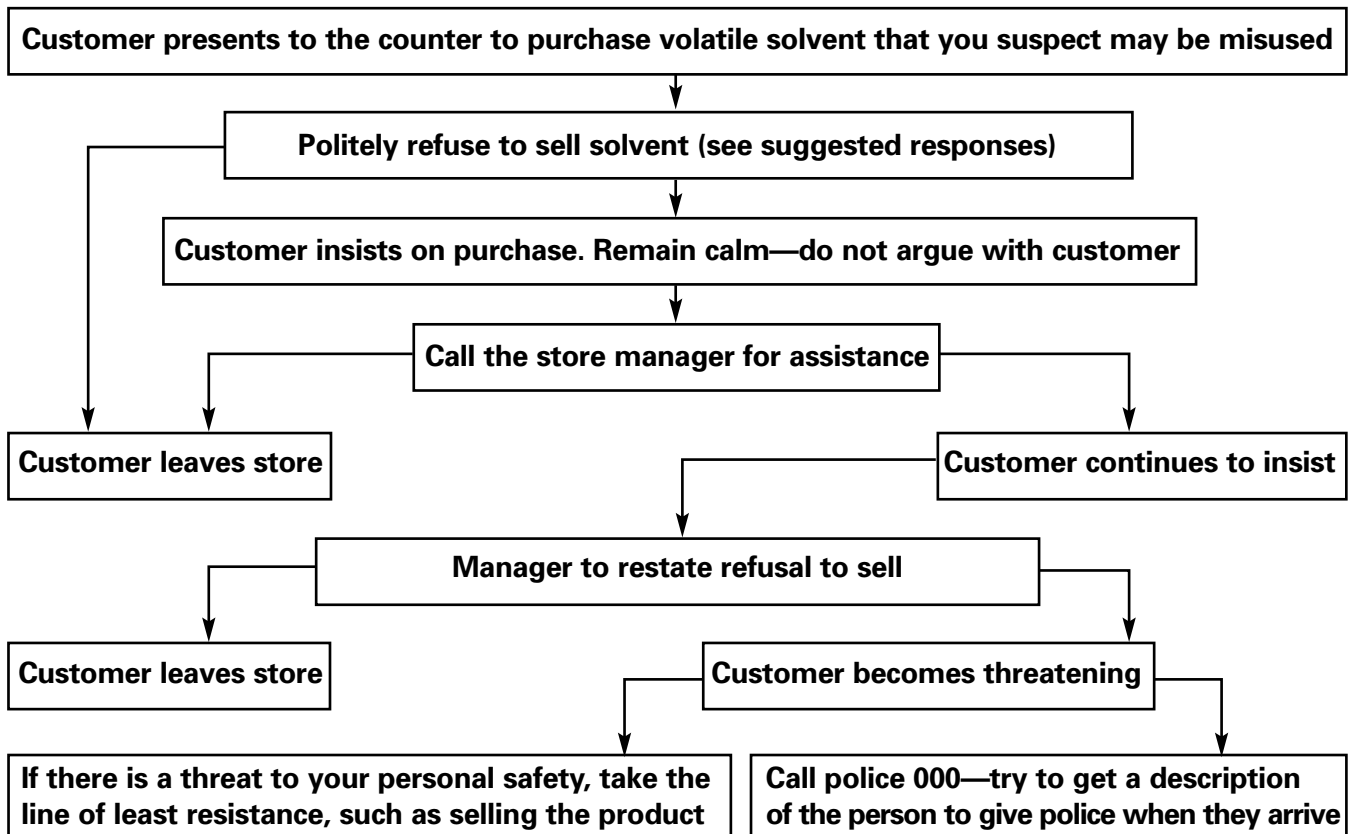 Customer presents to the counter to purchase volatile solvent that you suspect may be misused
Politely refuse to sell solvent (see suggested responses)
Customer insists on purchase. Remain calm—do not argue with customer
Call the store manager for assistance
Customer leaves store
Customer continues to insist
Manager to restate refusal to sell
Customer leaves store
Customer becomes threatening
If there is a threat to your personal safety, take the
line of least resistance, such as selling the product
Call police 000—try to get a description
of the person to give police when they arrive